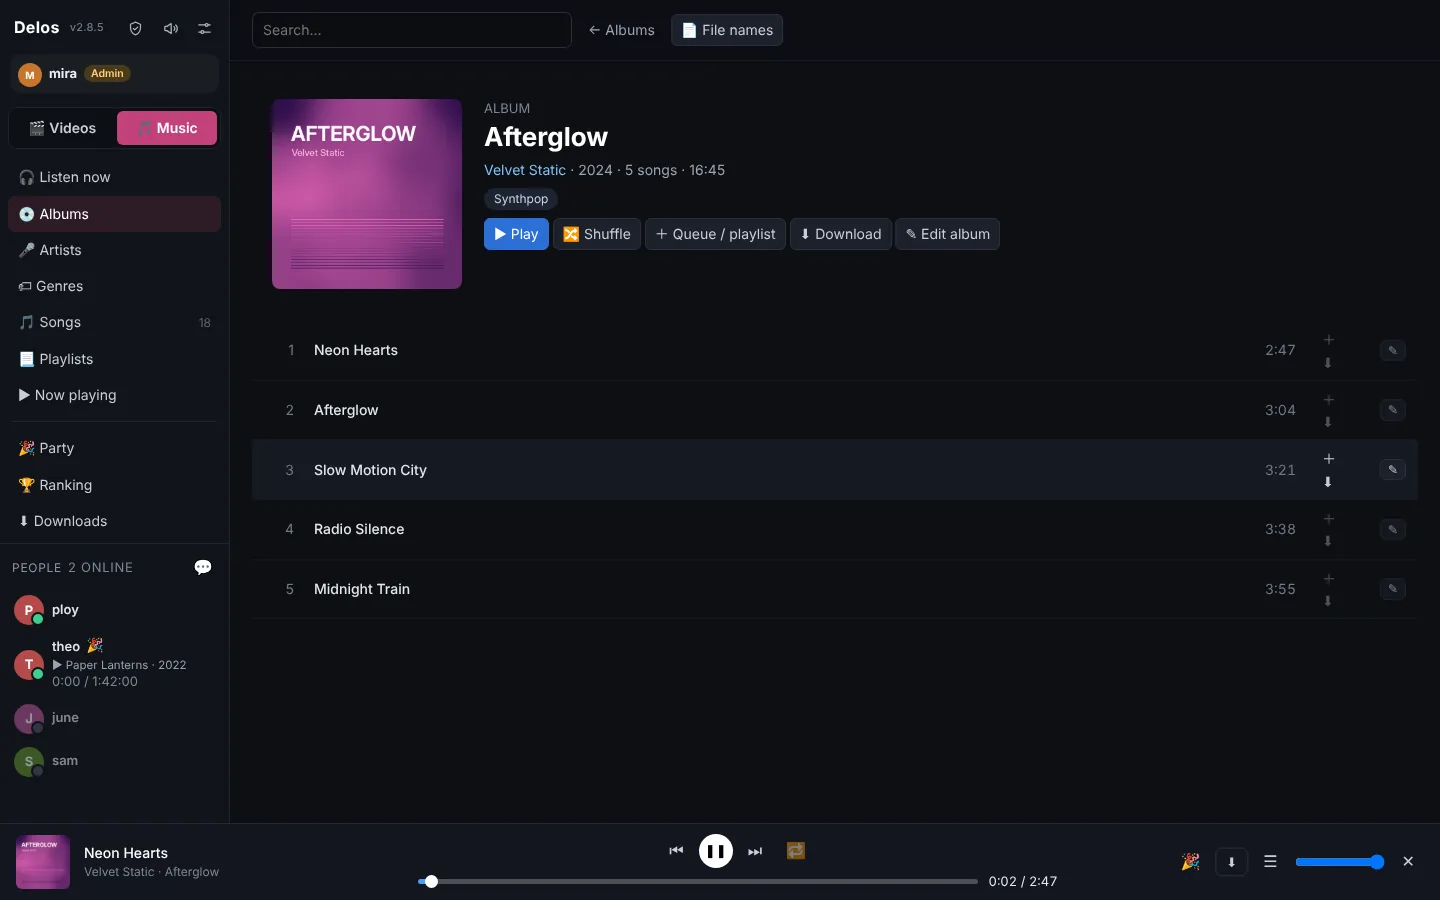 Delos v2.8.5
M mira Admin
Videos Music
Listen now
Albums
Artists
Genres
Songs 18
Playlists
Now playing
Party
Ranking
Downloads
PEOPLE 2 ONLINE
P ploy
theo
T Paper Lanterns · 2022
0:00 / 1:42:00
J june
S sam
Search...
← Albums
File names
AFTERGLOW
Velvet Static
ALBUM
Afterglow
Velvet Static · 2024 · 5 songs · 16:45
Synthpop
Play Shuffle + Queue / playlist Download Edit album
1 Neon Hearts 2:47
2 Afterglow 3:04
3 Slow Motion City 3:21
4 Radio Silence 3:38
5 Midnight Train 3:55
AFTERGLOW
Neon Hearts
Velvet Static · Afterglow
0:02 / 2:47